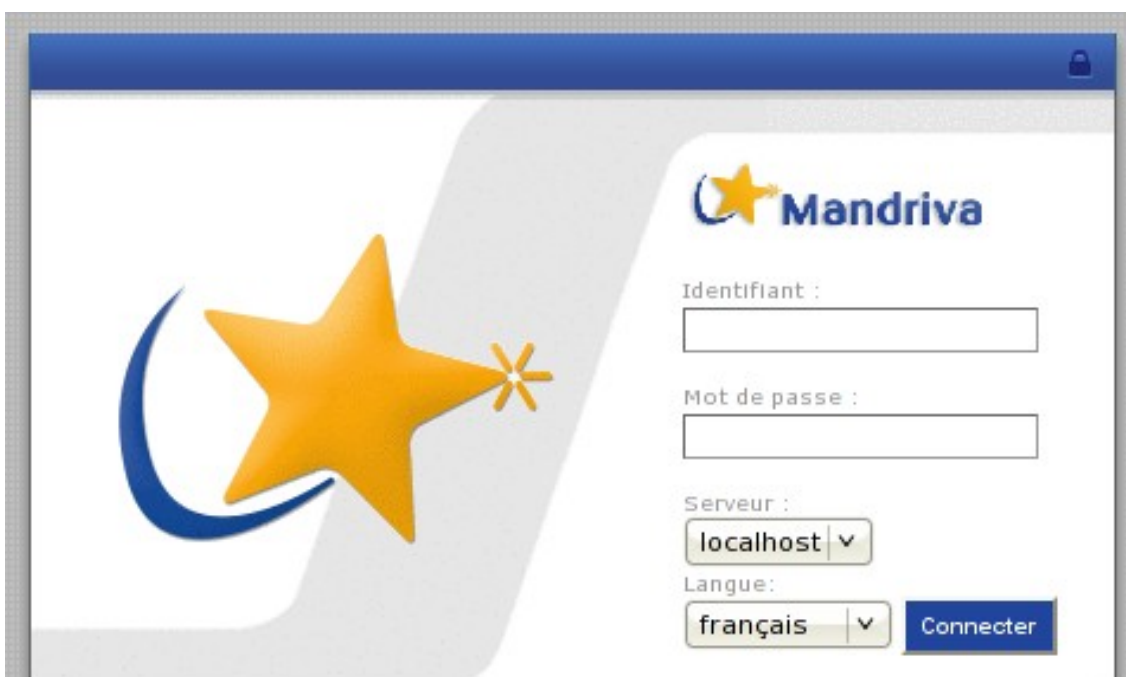 Mandriva
Identifiant :
Mot de passe :
Serveur :
localhost
Langue:
français
Connecter